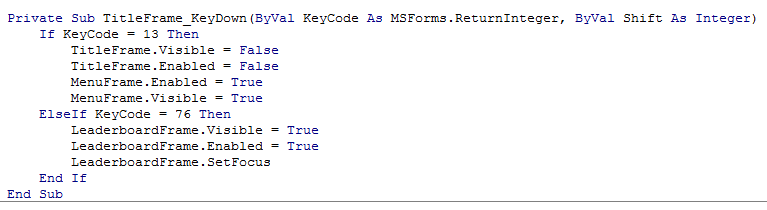 Private Sub TitleFrame_KeyDown(ByVal KeyCode As MSForms.ReturnInteger, ByVal Shift As Integer)
    If KeyCode = 13 Then
        TitleFrame.Visible = False
        TitleFrame.Enabled = False
        MenuFrame.Enabled = True
        MenuFrame.Visible = True
    ElseIf KeyCode = 76 Then
        LeaderboardFrame.Visible = True
        LeaderboardFrame.Enabled = True
        LeaderboardFrame.SetFocus
    End If
End Sub